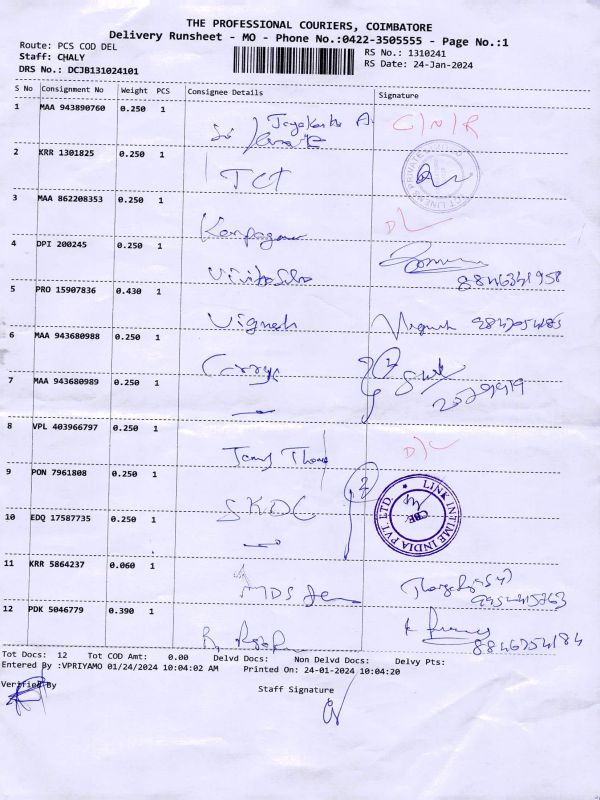 THE PROFESSIONAL COURIERS, COIMBATORE
Delivery Runsheet - MO - Phone No.:0422-3505555 - Page No.:1
Route: PCS COD DEL
RS No.: 1310241
Staff: CHALY
RS Date: 24-Jan-2024
DRS No.: DCJB131024101
S No Consignment No Weight PCS Consignee Details Signature
1 MAA 943890760 0.250 1 C/N/R
2 KRR 1301825 0.250 1 TCT
3 MAA 862208353 0.250 1 DL
4 DPI 200245 0.250 1
8846341958
5 PRO 15907836 0.430 1 Vignesh Vignesh
6 MAA 943680988 0.250 1
7 MAA 943680989 0.250 1
8 VPL 403966797 0.250 1 D/L
9 PON 7961808 0.250 1 SKDC LINK INTIME INDIA PVT. LTD. CBE
10 EDQ 17587735 0.250 1
11 KRR 5864237 0.060 1 MDS
12 PDK 5046779 0.390 1
8846754184
Tot Docs: 12 Tot COD Amt: 0.00 Delvd Docs: Non Delvd Docs: Delvy Pts:
Entered By :VPRIYAMO 01/24/2024 10:04:02 AM Printed On: 24-01-2024 10:04:20
Verified By
Staff Signature